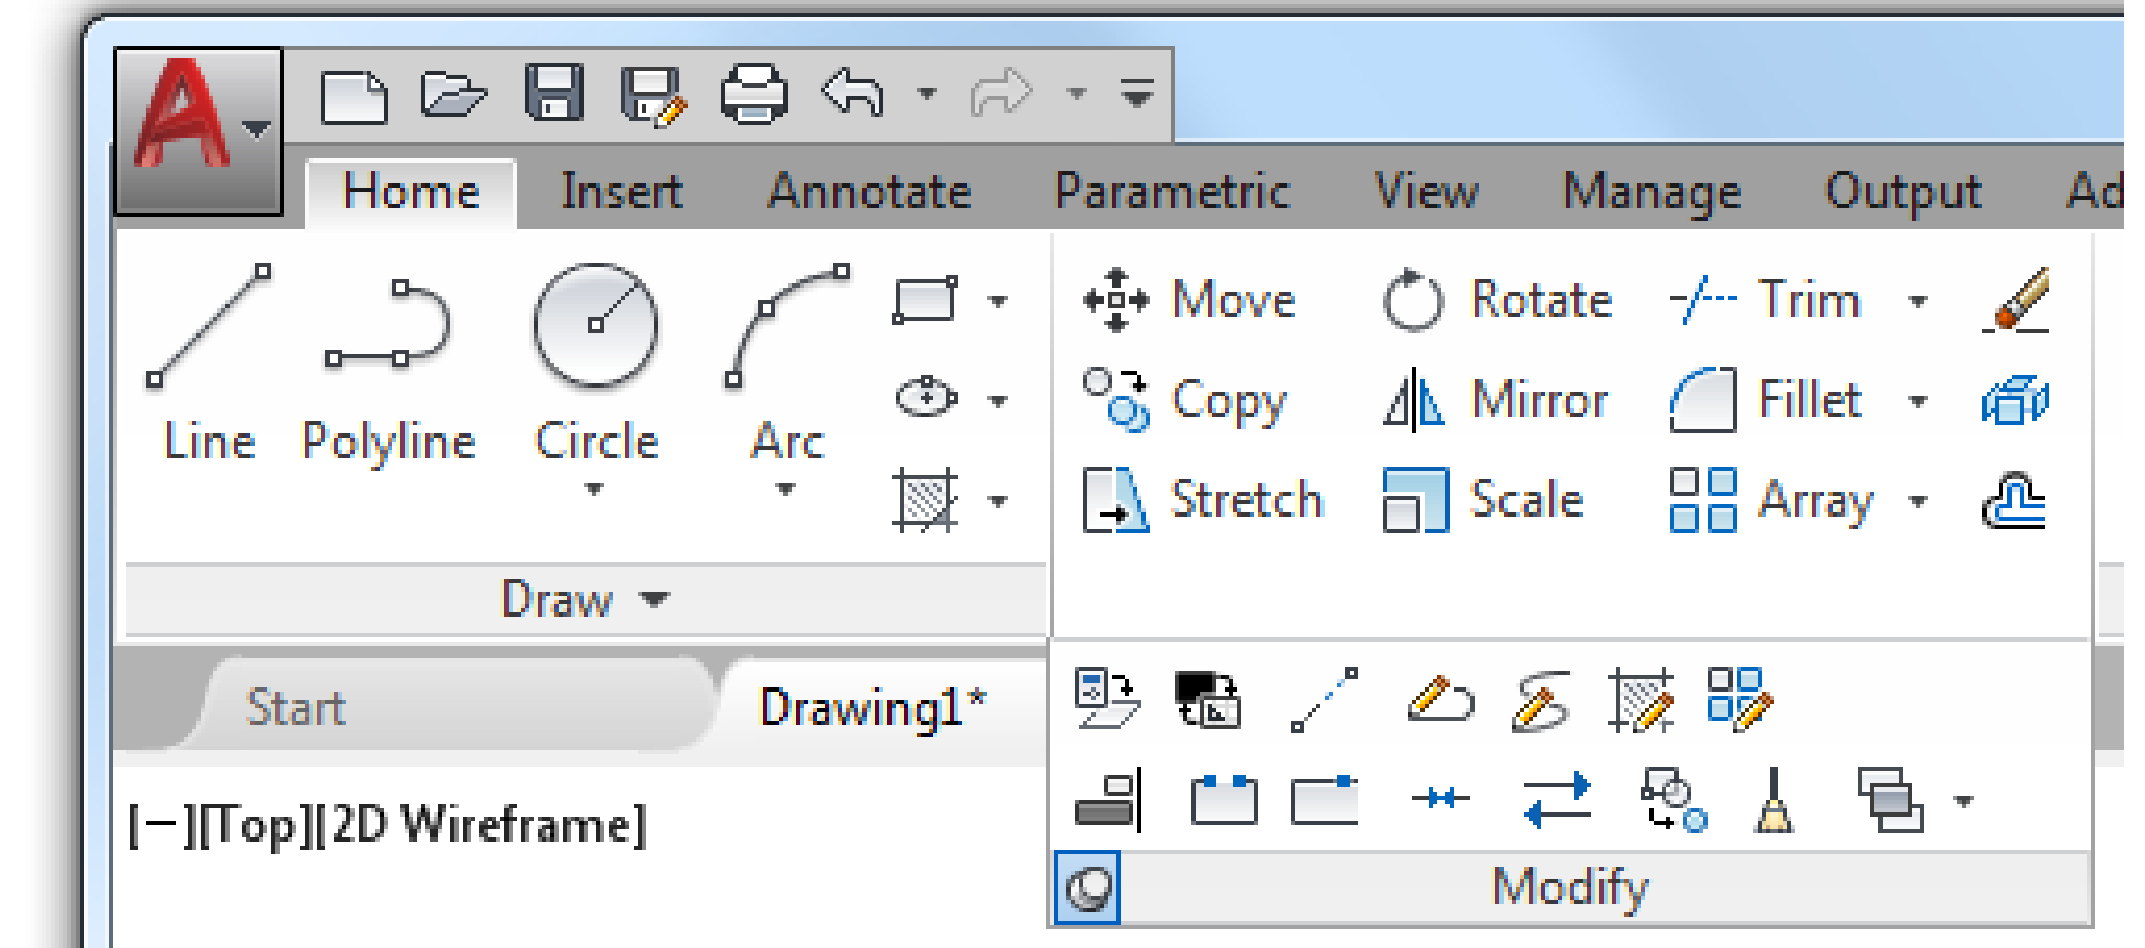 Home Insert Annotate Parametric View Manage Output Ad
Line Polyline Circle Arc
Move Rotate Trim
Copy Mirror Fillet
Stretch Scale Array
Draw
Start Drawing1*
[−][Top][2D Wireframe]
Modify